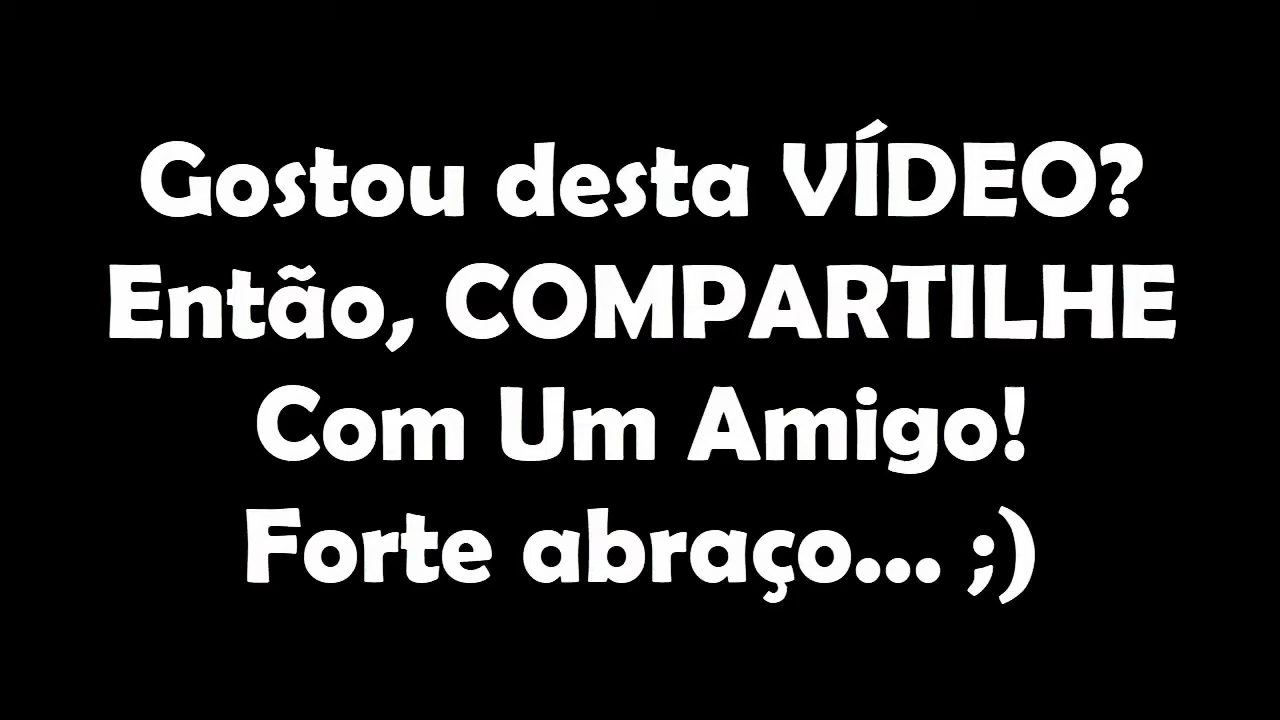 Gostou desta VÍDEO?
Então, COMPARTILHE
Com Um Amigo!
Forte abraço... ;)